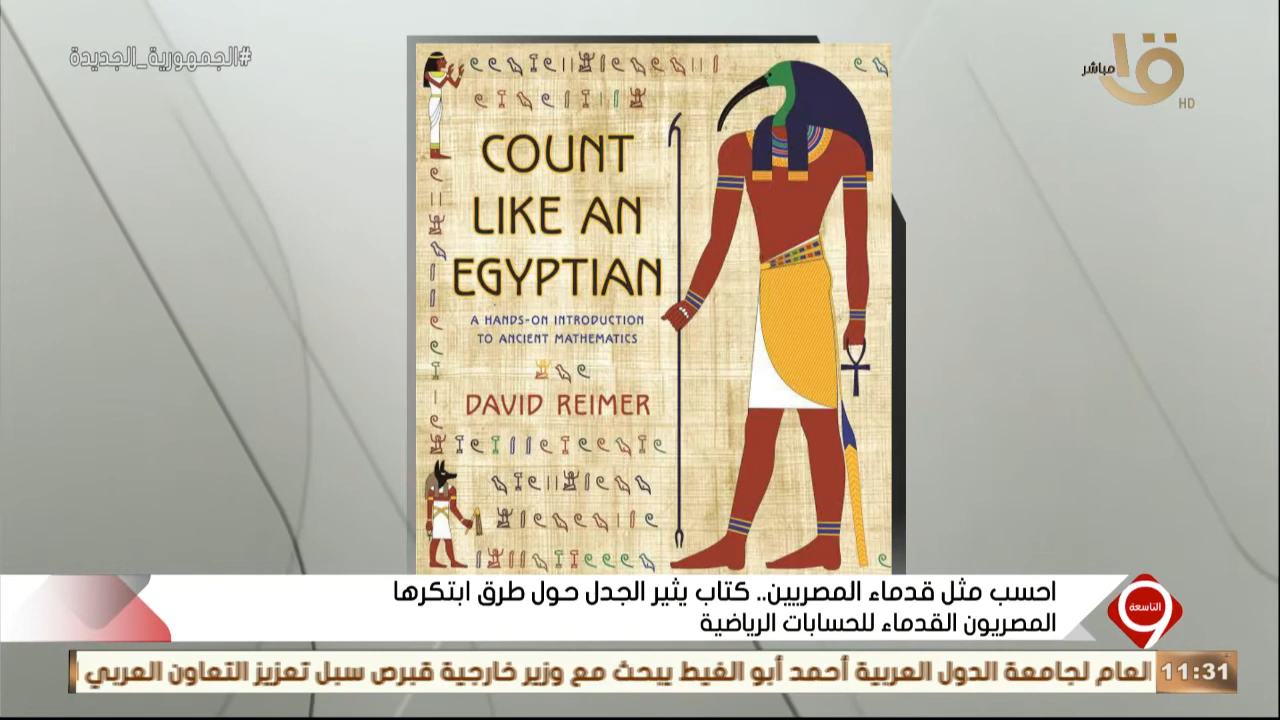 #الجمهورية_الجديدة
مباشر
HD
COUNT
LIKE AN
EGYPTIAN
A HANDS-ON INTRODUCTION
TO ANCIENT MATHEMATICS
DAVID REIMER
احسب مثل قدماء المصريين.. كتاب يثير الجدل حول طرق ابتكرها
المصريون القدماء للحسابات الرياضية
التاسعة
9
11:31
العام لجامعة الدول العربية أحمد أبو الغيط يبحث مع وزير خارجية قبرص سبل تعزيز التعاون العربي